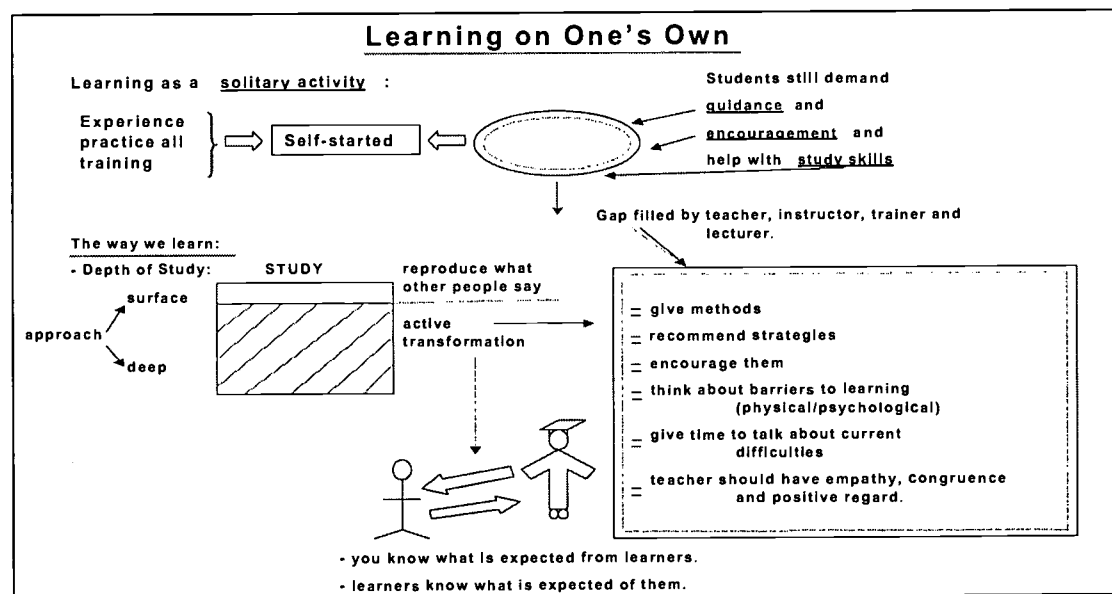 Learning on One's Own
Learning as a solitary activity :
Experience
practice all
training
Self-started
Students still demand
guidance and
encouragement and
help with study skills
Gap filled by teacher, instructor, trainer and
lecturer.
The way we learn:
- Depth of Study:
STUDY
surface
approach
deep
reproduce what
other people say
active
transformation
= give methods
= recommend strategies
= encourage them
= think about barriers to learning
(physical/psychological)
= give time to talk about current
difficulties
= teacher should have empathy, Congruence
and positive regard.
- you know what is expected from learners.
- learners know what is expected of them.